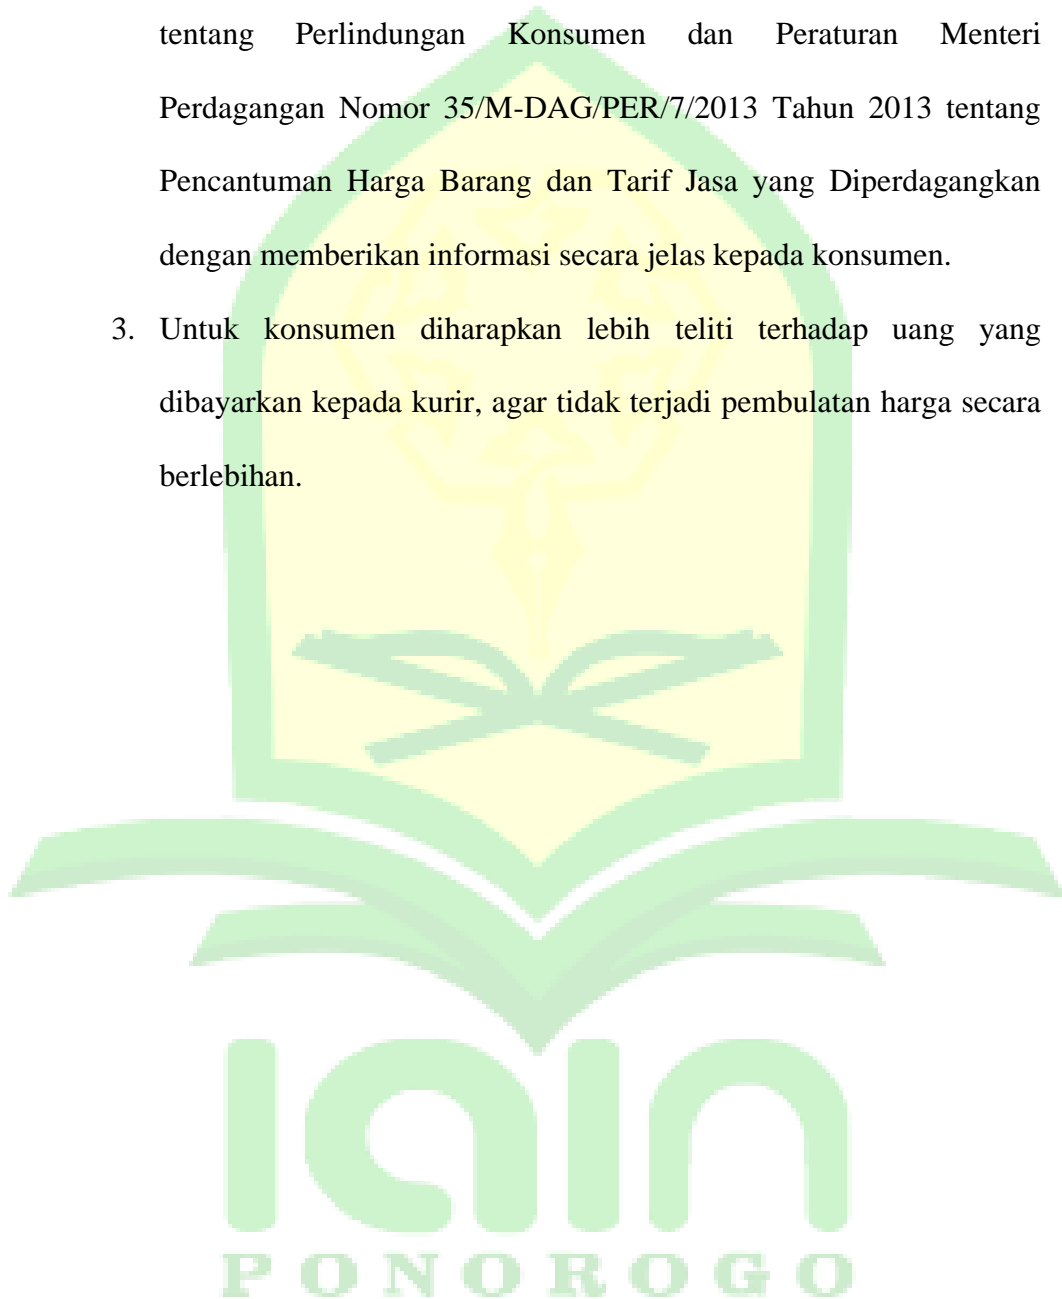 tentang Perlindungan Konsumen dan Peraturan Menteri
Perdagangan Nomor 35/M-DAG/PER/7/2013 Tahun 2013 tentang
Pencantuman Harga Barang dan Tarif Jasa yang Diperdagangkan
dengan memberikan informasi secara jelas kepada konsumen.
3. Untuk konsumen diharapkan lebih teliti terhadap uang yang
dibayarkan kepada kurir, agar tidak terjadi pembulatan harga secara
berlebihan.
IAIN
PONOROGO